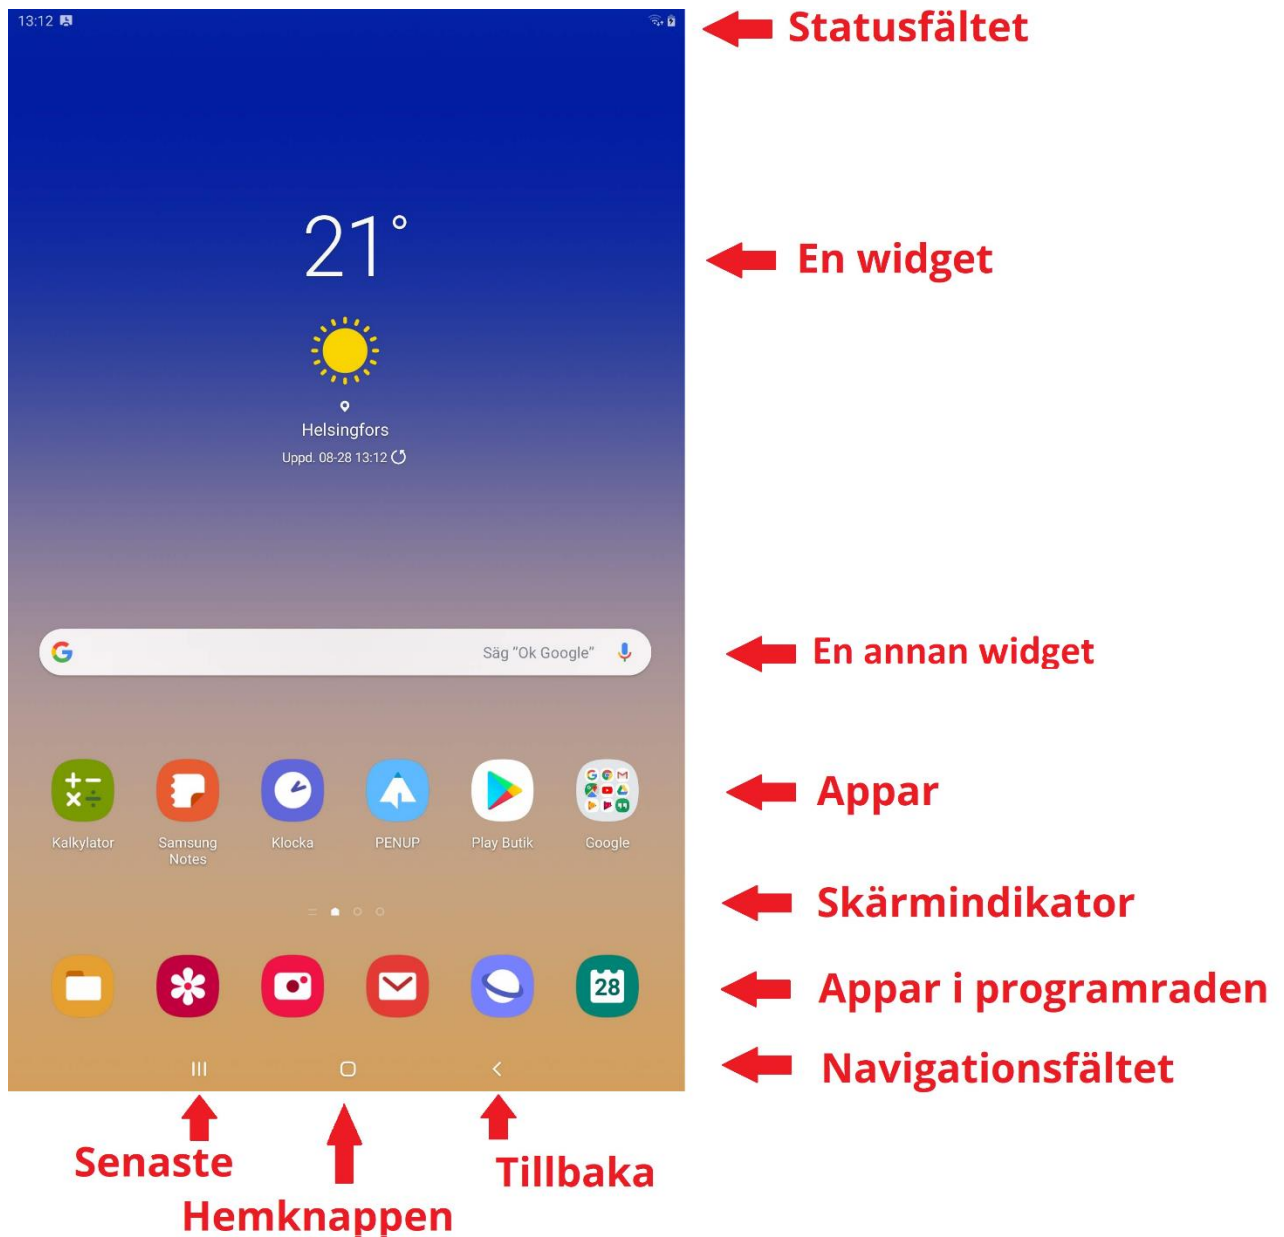 13:12
Statusfältet
21°
En widget
Helsingfors
Uppd. 08-28 13:12
G
Säg "Ok Google"
En annan widget
Appar
Kalkylator
Samsung
Notes
Klocka
PENUP
Play Butik
Google
Skärmindikator
28
Appar i programraden
Navigationsfältet
Senaste
Tillbaka
Hemknappen